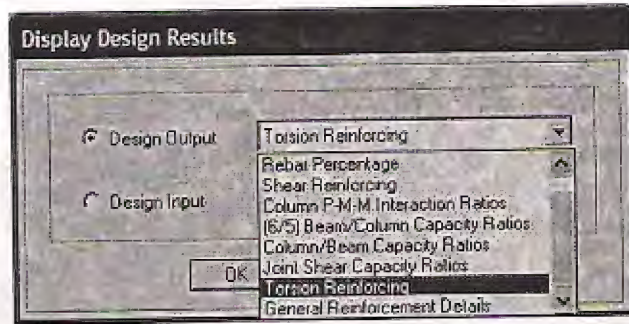 Display Design Results
Design Output
Torsion Reinforcing
Rebar Percentage
Shear Reinforcing
Column P-M-M Interaction Ratios
(6/5) Beam/Column Capacity Ratios
Design Input
Column/Beam Capacity Ratios
Joint Shear Capacity Ratios
OK
Torsion Reinforcing
General Reinforcement Details